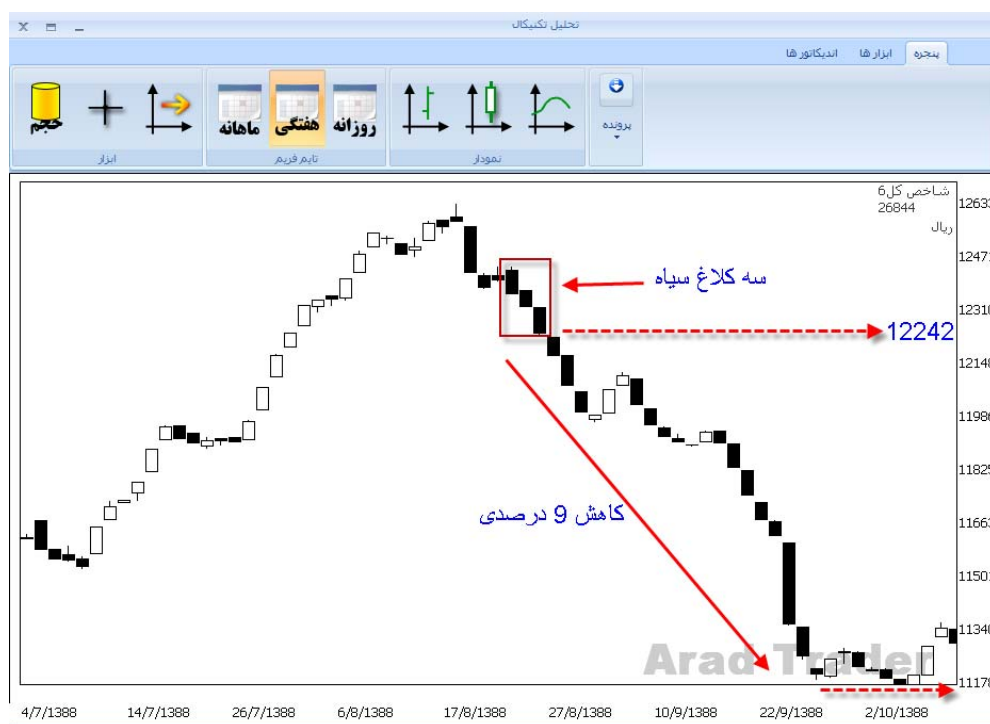 تحلیل تکنیکال
پنجره ابزار ها اندیکاتور ها
پرونده
روزانه هفتگی ماهانه
حجم
نمودار
تایم فریم
ابزار
شاخص کل6
26844
ریال
12633
12471
12310
12148
11986
11825
11663
11501
11340
11178
سه کلاغ سیاه
12242
کاهش 9 درصدی
Arad Trader
4/7/1388 14/7/1388 26/7/1388 6/8/1388 17/8/1388 27/8/1388 10/9/1388 22/9/1388 2/10/1388